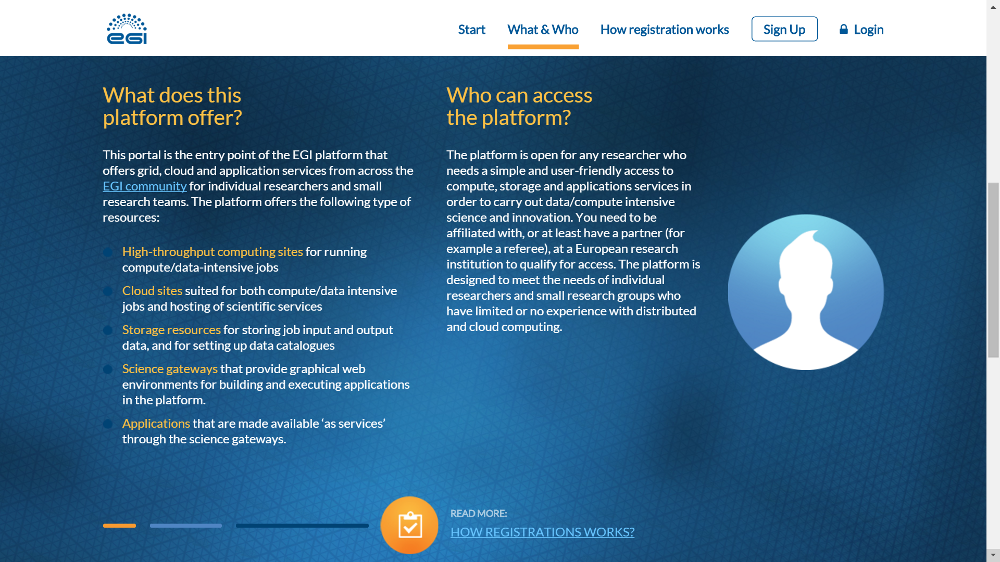 egi
Start
What & Who
How registration works
Sign Up
Login
What does this
platform offer?
This portal is the entry point of the EGI platform that
offers grid, cloud and application services from across the
EGI community for individual researchers and small
research teams. The platform offers the following type of
resources:
High-throughput computing sites for running
compute/data-intensive jobs
Cloud sites suited for both compute/data intensive
jobs and hosting of scientific services
Storage resources for storing job input and output
data, and for setting up data catalogues
Science gateways that provide graphical web
environments for building and executing applications
in the platform.
Applications that are made available ‘as services’
through the science gateways.
Who can access
the platform?
The platform is open for any researcher who
needs a simple and user-friendly access to
compute, storage and applications services in
order to carry out data/compute intensive
science and innovation. You need to be
affiliated with, or at least have a partner (for
example a referee), at a European research
institution to qualify for access. The platform is
designed to meet the needs of individual
researchers and small research groups who
have limited or no experience with distributed
and cloud computing.
READ MORE:
HOW REGISTRATIONS WORKS?